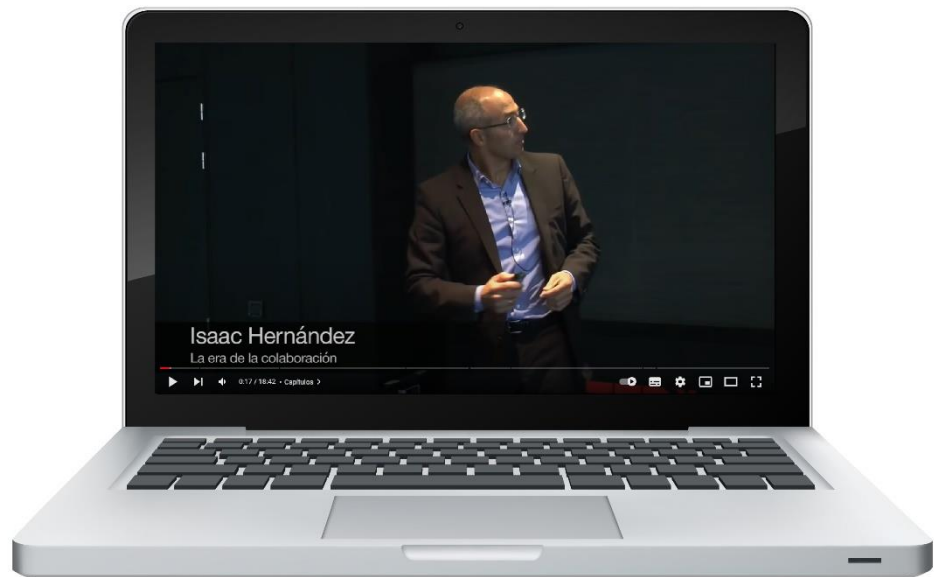 Isaac Hernández
La era de la colaboración
0:17 / 16:42 • Capítulos >